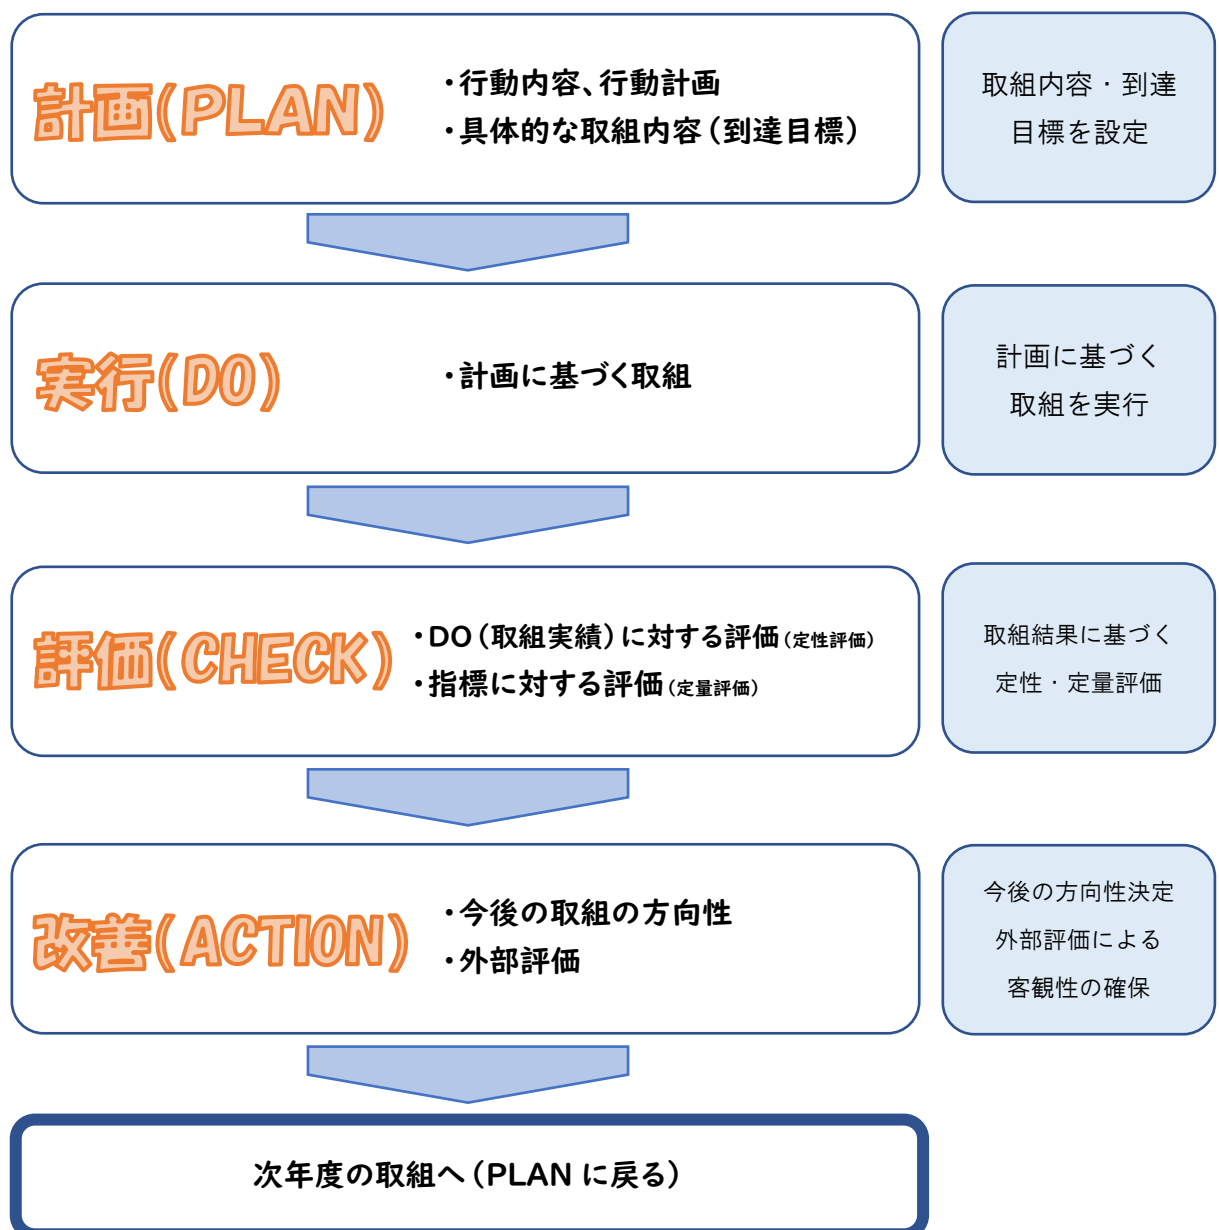 計画(PLAN)
・行動内容、行動計画
・具体的な取組内容(到達目標)
取組内容・到達
目標を設定
実行(DO)
・計画に基づく取組
計画に基づく
取組を実行
評価(CHECK)
・DO(取組実績)に対する評価(定性評価)
・指標に対する評価(定量評価)
取組結果に基づく
定性・定量評価
改善(ACTION)
・今後の取組の方向性
・外部評価
今後の方向性決定
外部評価による
客観性の確保
次年度の取組へ(PLAN に戻る)